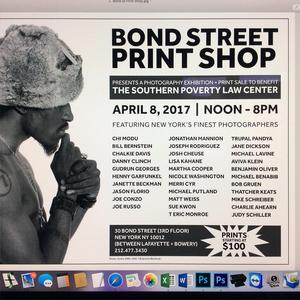 BOND STREET
PRINT SHOP
PRESENTS A PHOTOGRAPHY EXHIBITION + PRINT SALE TO BENEFIT
THE SOUTHERN POVERTY LAW CENTER
APRIL 8, 2017 | NOON - 8PM
FEATURING NEW YORK'S FINEST PHOTOGRAPHERS
CHI MODU
BILL BERNSTEIN
CHALKIE DAVIS
DANNY CLINCH
GUDRUN GEORGES
HENNY GARFUNKEL
JANETTE BECKMAN
JASON FLORIO
JOE CONZO
JOE RUSSO
JONATHAN MANNION
JOSEPH RODRIGUEZ
JOSH CHEUSE
LISA KAHANE
MARTHA COOPER
NICOLE WASHINGTON
MERRI CYR
MICHAEL PUTLAND
MATT WEISS
SUE KWON
T ERIC MONROE
TRUPAL PANDYA
JANE DICKSON
MICHAEL LAVINE
AVIVA KLEIN
BENJAMIN OLIVER
MICHAEL BENABIB
BOB GRUEN
THATCHER KEATS
MIKE SCHREIBER
CHARLIE AHEARN
JUDY SCHILLER
30 BOND STREET (3RD FLOOR)
NEW YORK NY 10012
(BETWEEN LAFAYETTE + BOWERY)
212.477.3430
PRINTS
STARTING AT
$100
Ps
Ps